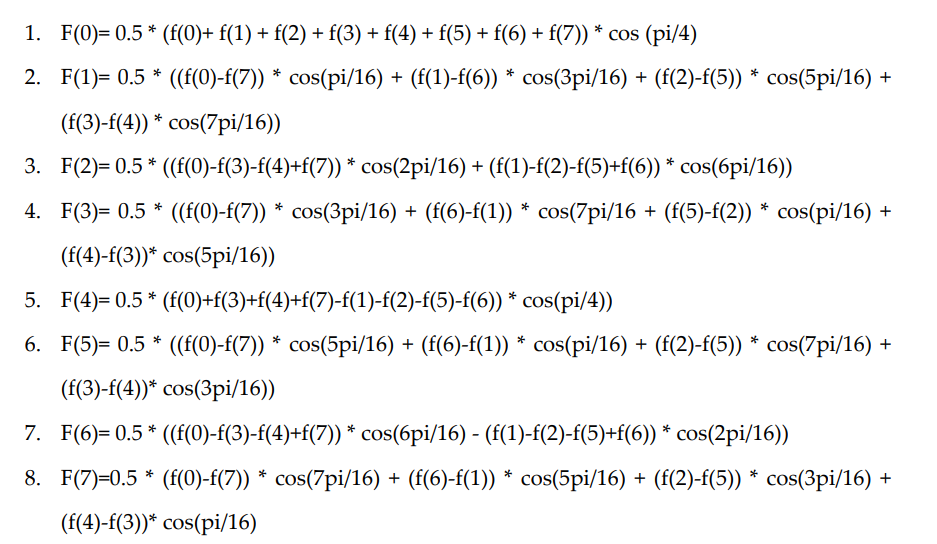 1. F(0)= 0.5 * (f(0)+ f(1) + f(2) + f(3) + f(4) + f(5) + f(6) + f(7)) * cos (pi/4)
2. F(1)= 0.5 * ((f(0)-f(7)) * cos(pi/16) + (f(1)-f(6)) * cos(3pi/16) + (f(2)-f(5)) * cos(5pi/16) +
(f(3)-f(4)) * cos(7pi/16))
3. F(2)= 0.5 * ((f(0)-f(3)-f(4)+f(7)) * cos(2pi/16) + (f(1)-f(2)-f(5)+f(6)) * cos(6pi/16))
4. F(3)= 0.5 * ((f(0)-f(7)) * cos(3pi/16) + (f(6)-f(1)) * cos(7pi/16 + (f(5)-f(2)) * cos(pi/16) +
(f(4)-f(3))* cos(5pi/16))
5. F(4)= 0.5 * (f(0)+f(3)+f(4)+f(7)-f(1)-f(2)-f(5)-f(6)) * cos(pi/4))
6. F(5)= 0.5 * ((f(0)-f(7)) * cos(5pi/16) + (f(6)-f(1)) * cos(pi/16) + (f(2)-f(5)) * cos(7pi/16) +
(f(3)-f(4))* cos(3pi/16))
7. F(6)= 0.5 * ((f(0)-f(3)-f(4)+f(7)) * cos(6pi/16) - (f(1)-f(2)-f(5)+f(6)) * cos(2pi/16))
8. F(7)=0.5 * (f(0)-f(7)) * cos(7pi/16) + (f(6)-f(1)) * cos(5pi/16) + (f(2)-f(5)) * cos(3pi/16) +
(f(4)-f(3))* cos(pi/16)